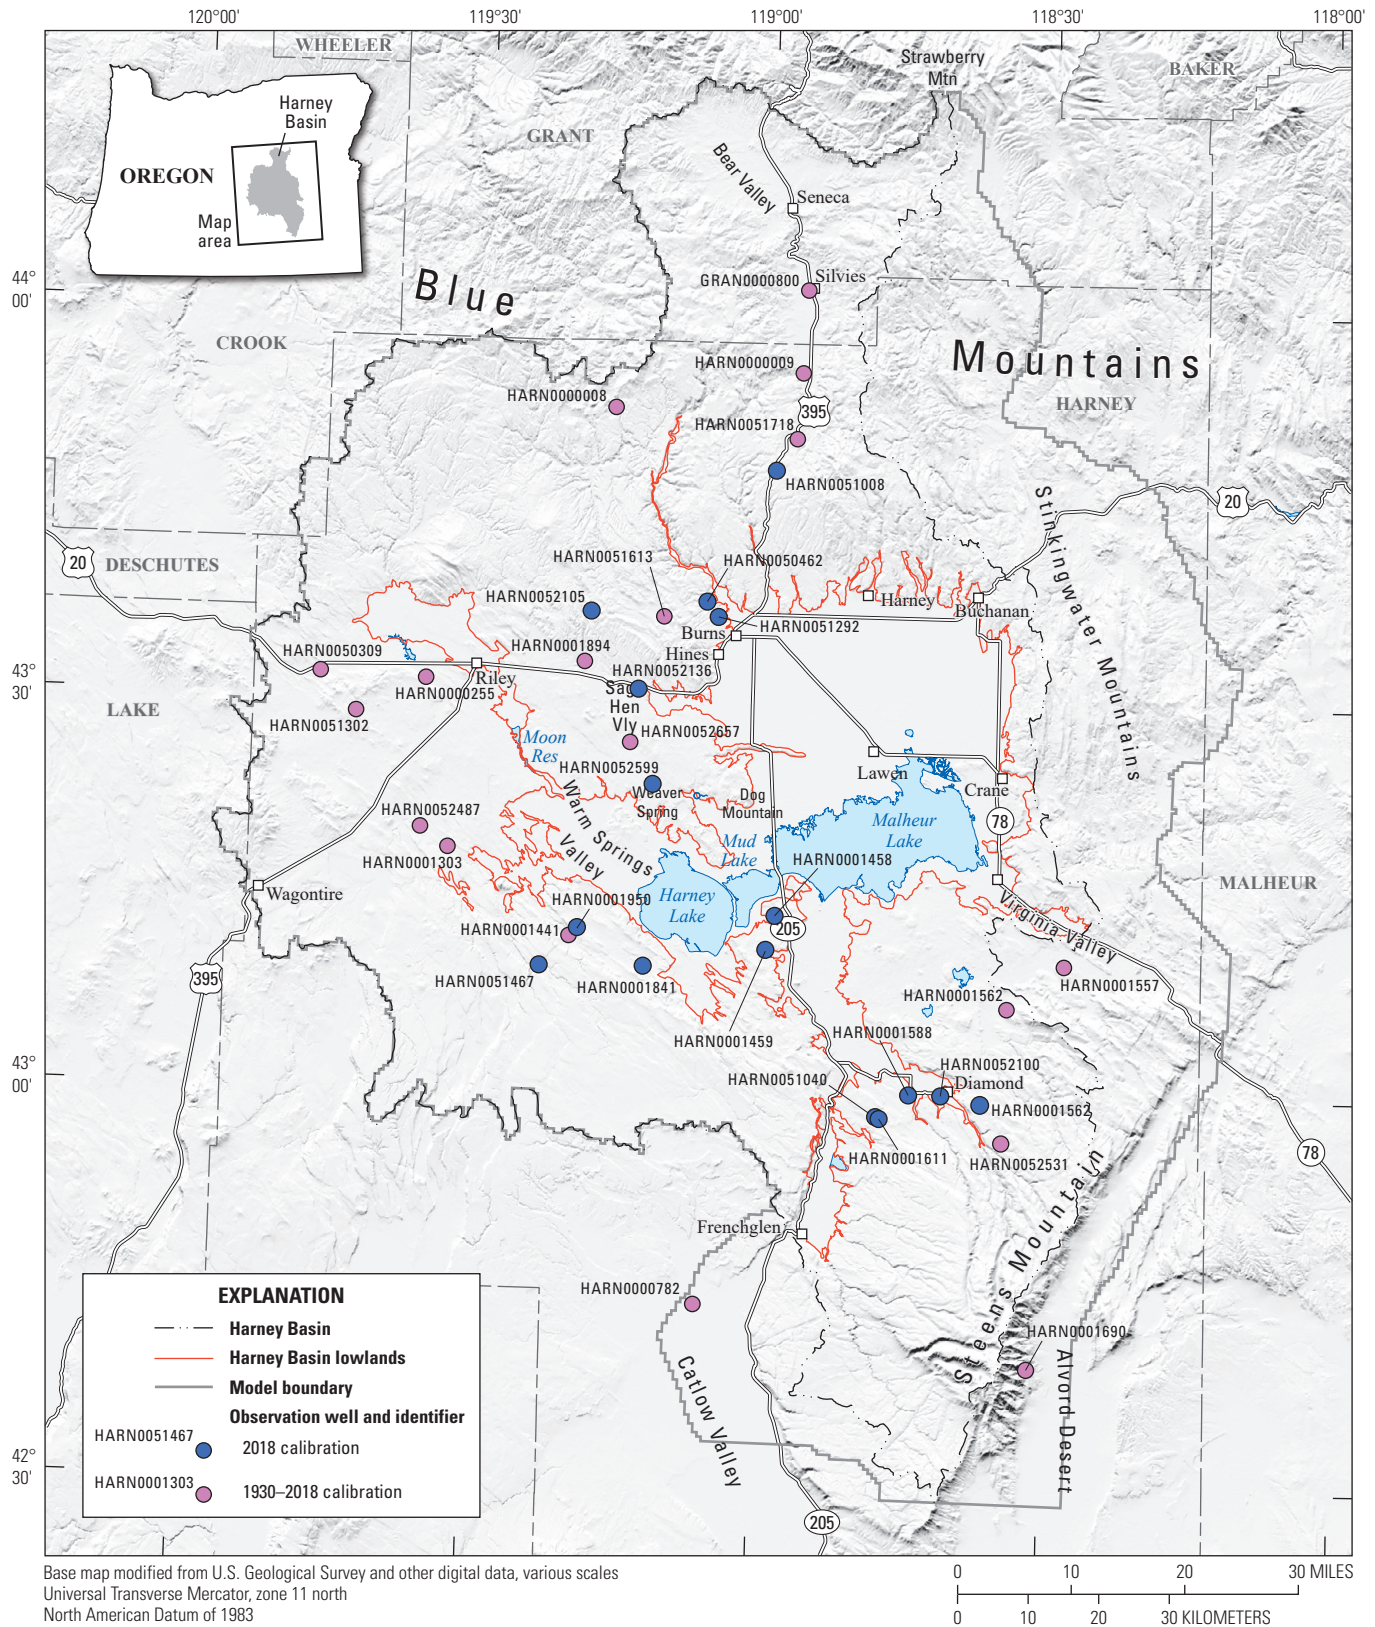 120°00'
119°30'
119°00'
118°30'
118°00'
WHEELER
Strawberry
Mtn
BAKER
Harney
Basin
OREGON
Map
area
GRANT
Bear Valley
Seneca
44°
00'
Blue
GRAN0000800
Silvies
CROOK
HARN0000009
Mountains
HARN0000008
395
HARNEY
HARN0051718
HARN0051008
20
Stinkingwater Mountains
20
DESCHUTES
HARN0051613
HARN0050462
HARN0052105
Harney
Buchanan
HARN0051292
Burns
HARN0001894
Hines
HARN0050309
HARN0052136
43°
30'
Riley
HARN0000255
Sage
Hen
Vly
LAKE
HARN0051302
HARN0052657
Moon
Res
HARN0052599
Lawen
Crane
Weaver
Spring
Dog
Mountain
HARN0052487
Warm Springs
Valley
Malheur
Lake
78
Mud
Lake
HARN0001303
HARN0001458
MALHEUR
Wagontire
Harney
Lake
HARN0001950
Virginia Valley
HARN0001441
205
395
HARN0051467
HARN0001841
HARN0001557
HARN0001562
HARN0001459
HARN0001588
43°
00'
HARN0052100
HARN0051040
Diamond
HARN0001562
HARN0001611
HARN0052531
78
Steens Mountain
Frenchglen
HARN0000782
HARN0001690
Catlow Valley
Alvord Desert
42°
30'
205
EXPLANATION
Harney Basin
Harney Basin lowlands
Model boundary
Observation well and identifier
HARN0051467
2018 calibration
HARN0001303
1930–2018 calibration
Base map modified from U.S. Geological Survey and other digital data, various scales
Universal Transverse Mercator, zone 11 north
North American Datum of 1983
0 10 20 30 MILES
0 10 20 30 KILOMETERS